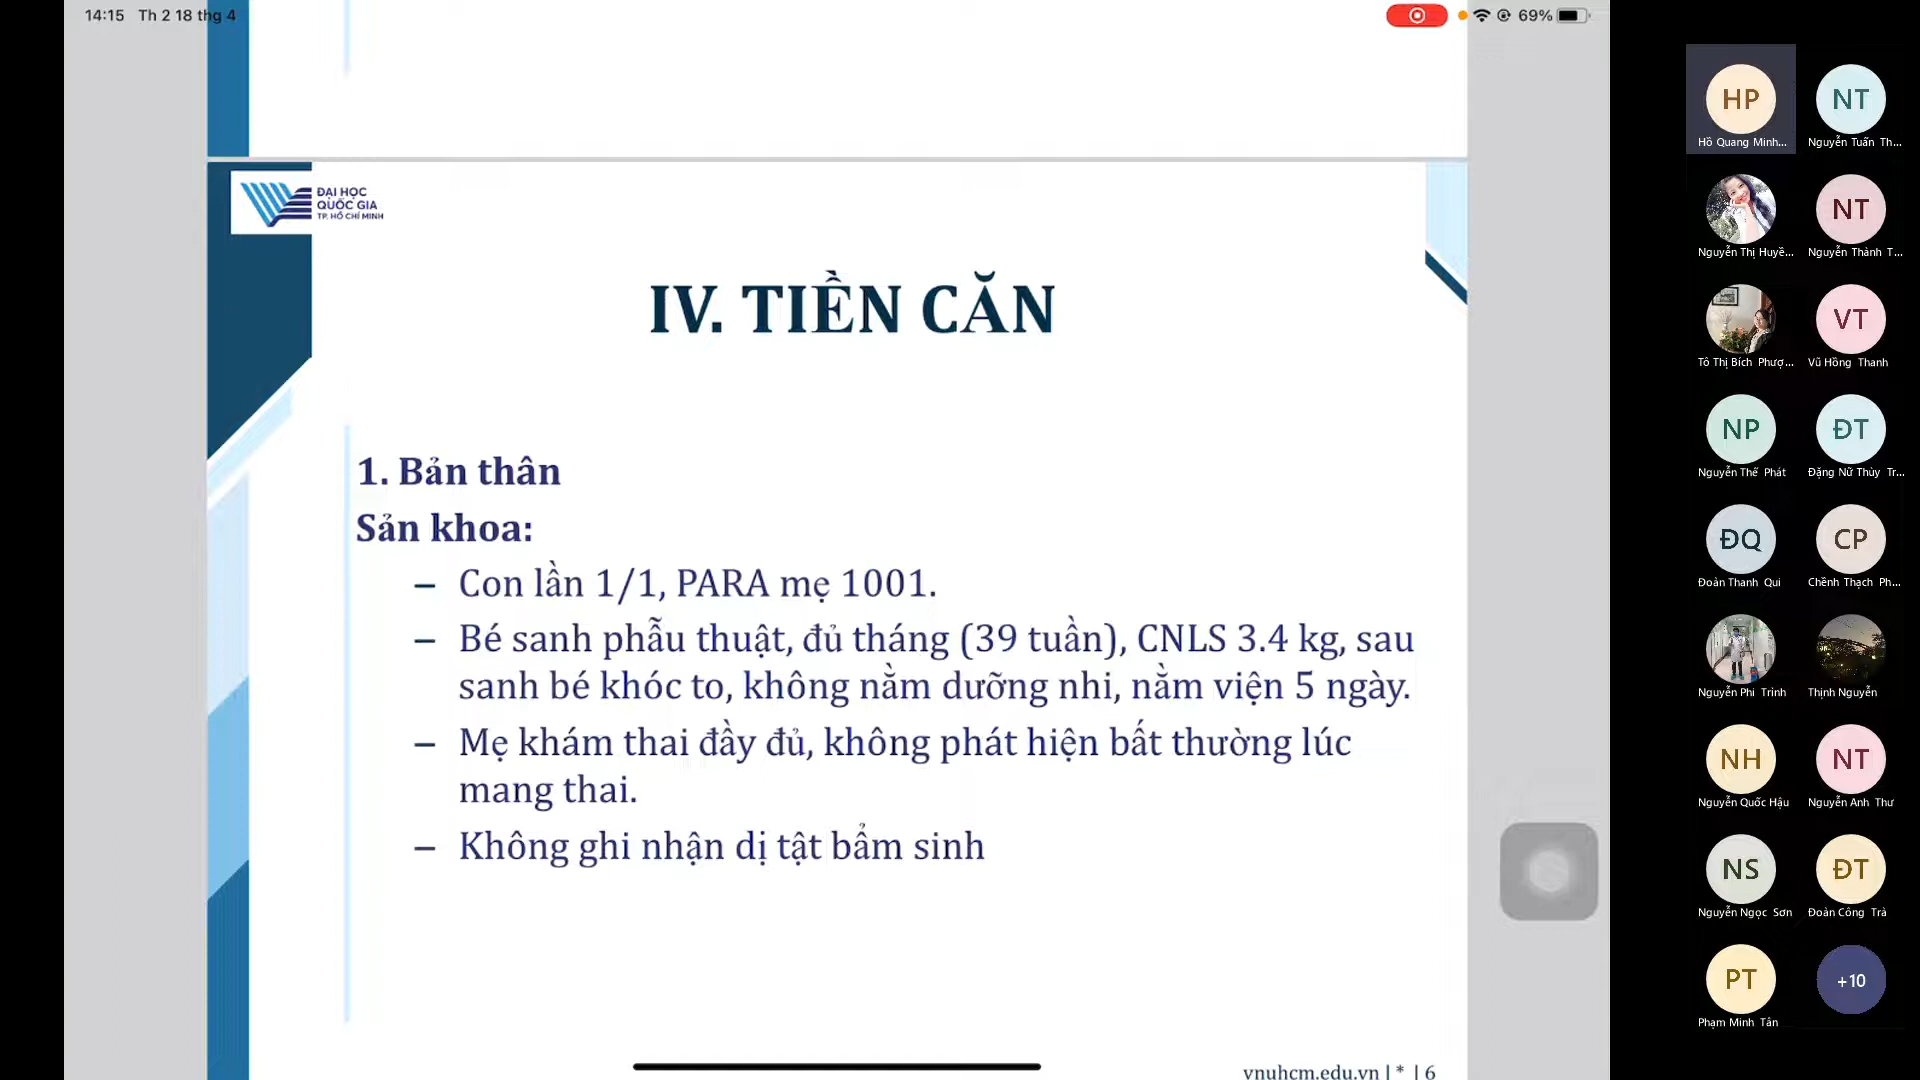 14:15 Th 2 18 thg 4
69%
ĐẠI HỌC
QUỐC GIA
TP. HỒ CHÍ MINH
IV. TIỀN CĂN
1. Bản thân
Sản khoa:
– Con lần 1/1, PARA mẹ 1001.
– Bé sanh phẫu thuật, đủ tháng (39 tuần), CNLS 3.4 kg, sau
sanh bé khóc to, không nằm dưỡng nhi, nằm viện 5 ngày.
– Mẹ khám thai đầy đủ, không phát hiện bất thường lúc
mang thai.
– Không ghi nhận dị tật bẩm sinh
vnuhcm.edu.vn | * | 6
HP
Hồ Quang Minh...
NT
Nguyễn Tuấn Th...
Nguyễn Thị Huyề...
NT
Nguyễn Thành T...
Tô Thị Bích Phượ...
VT
Vũ Hồng Thanh
NP
Nguyễn Thế Phát
ĐT
Đặng Nữ Thùy Tr...
ĐQ
Đoàn Thanh Qui
CP
Chềnh Thạch Ph...
Nguyễn Phi Trình
Thịnh Nguyễn
NH
Nguyễn Quốc Hậu
NT
Nguyễn Anh Thư
NS
Nguyễn Ngọc Sơn
ĐT
Đoàn Công Trà
PT
Phạm Minh Tân
+10